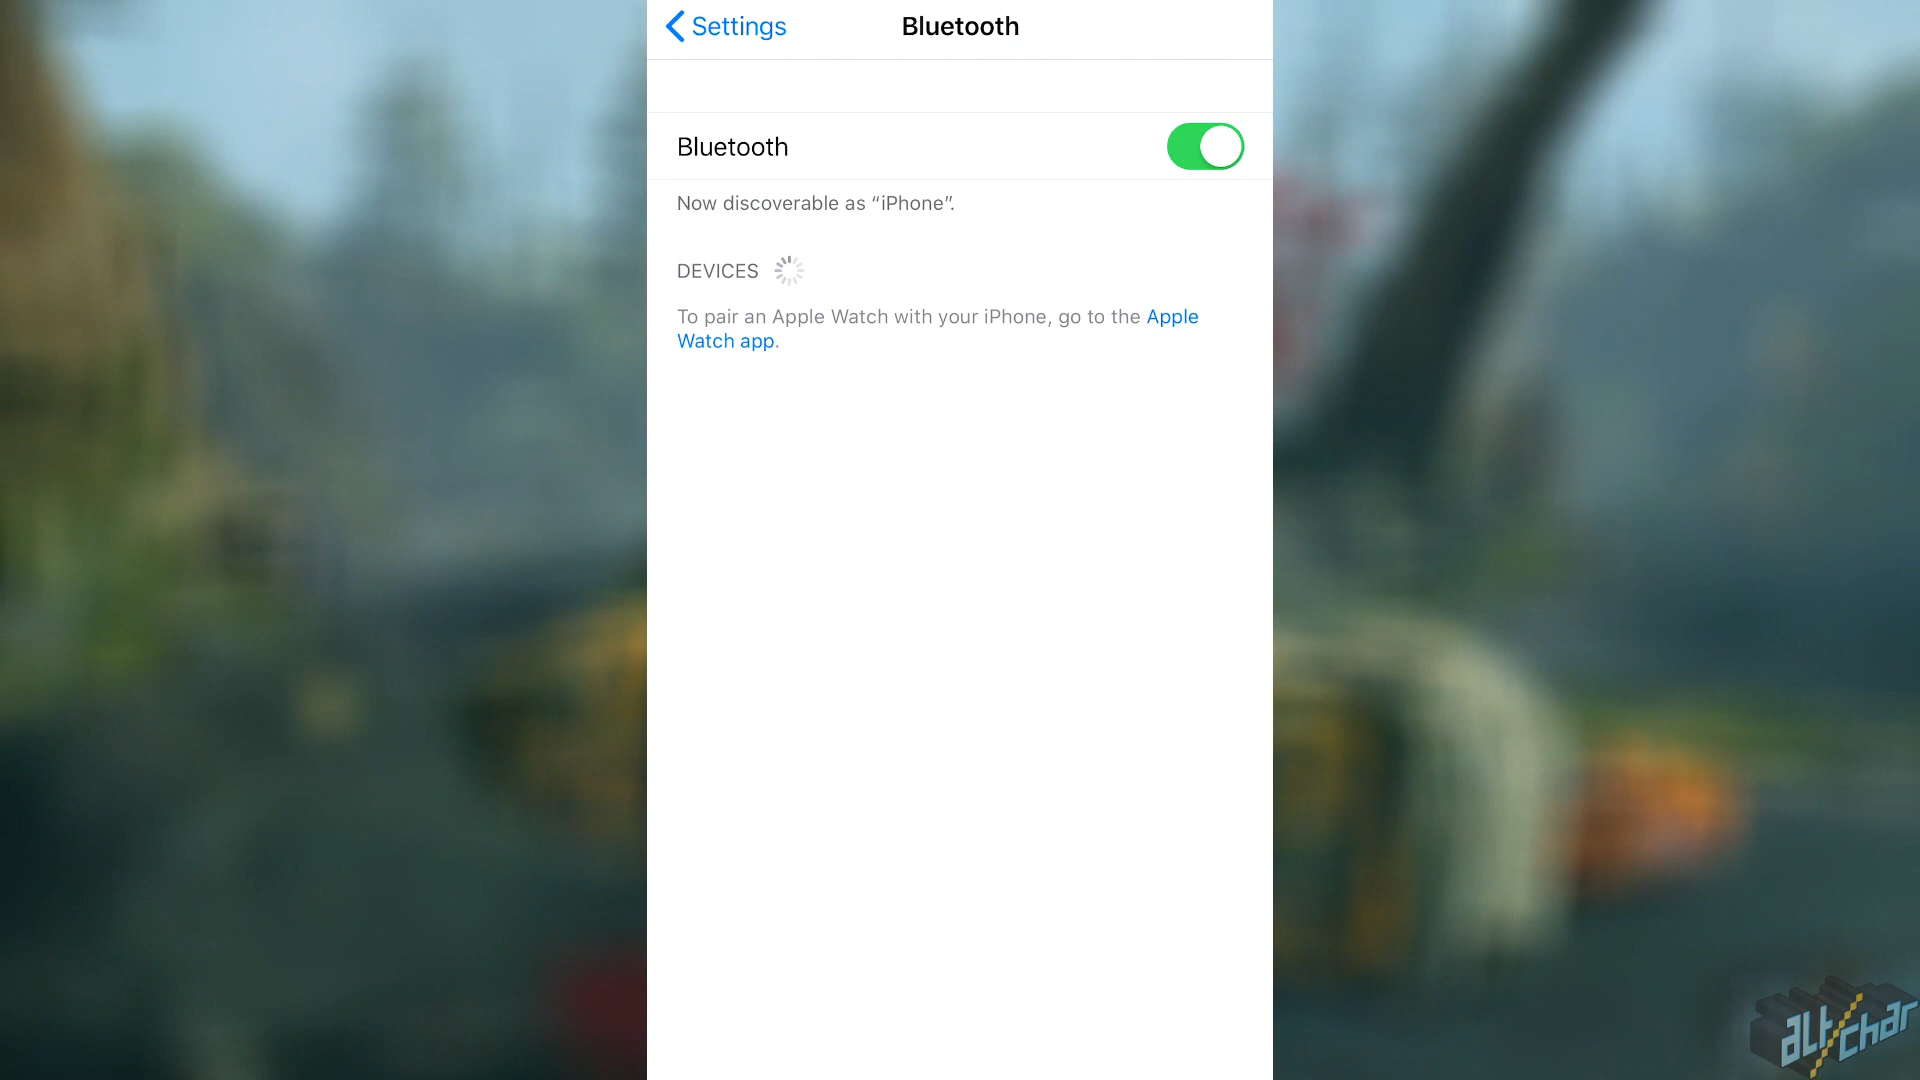 Settings
Bluetooth
Bluetooth
Now discoverable as “iPhone”.
DEVICES
To pair an Apple Watch with your iPhone, go to the Apple
Watch app.
alt/char